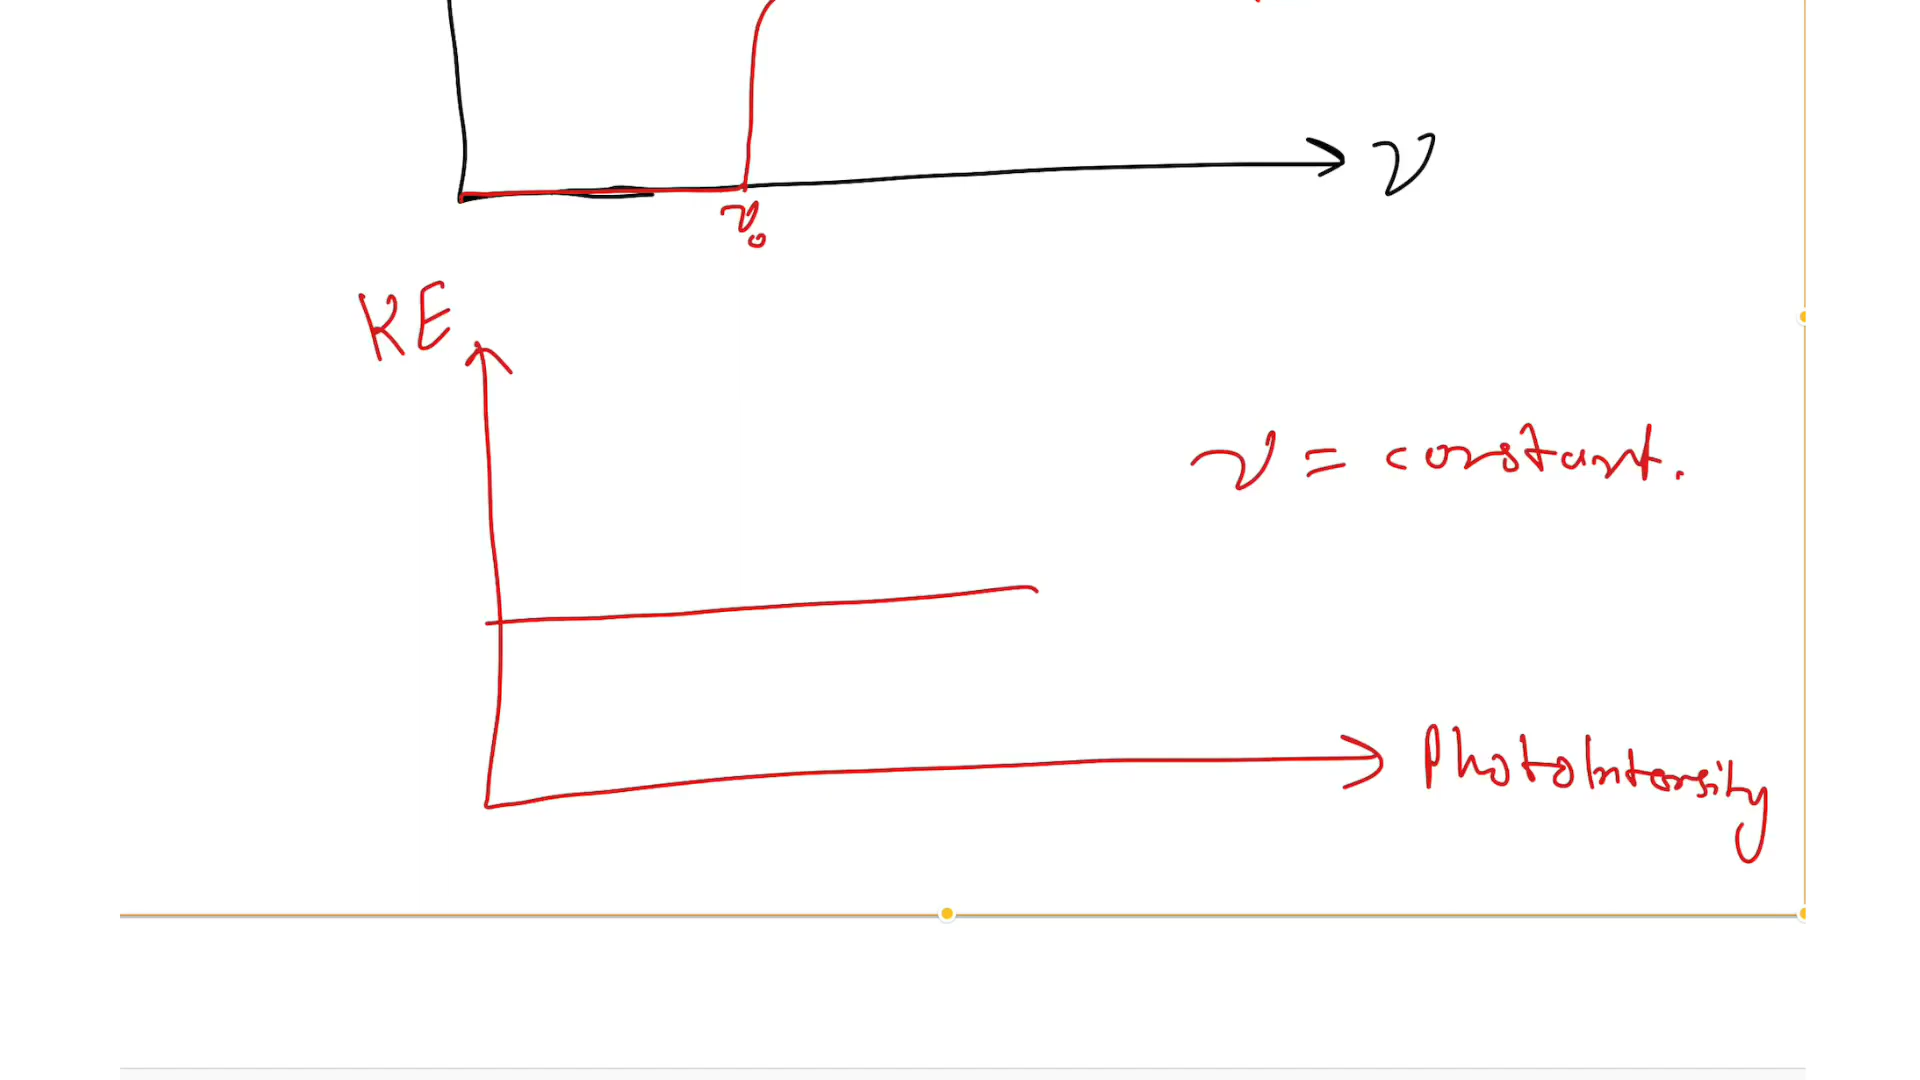 ν
ν₀
KE
ν = constant.
PhotoIntensity